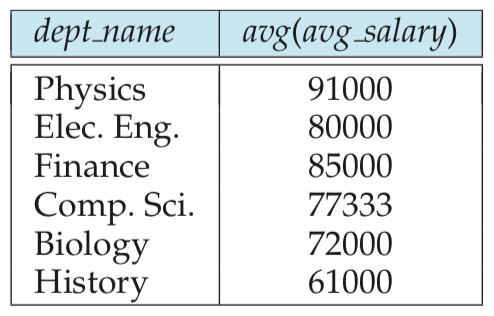 dept_name avg(avg_salary)
Physics 91000
Elec. Eng. 80000
Finance 85000
Comp. Sci. 77333
Biology 72000
History 61000